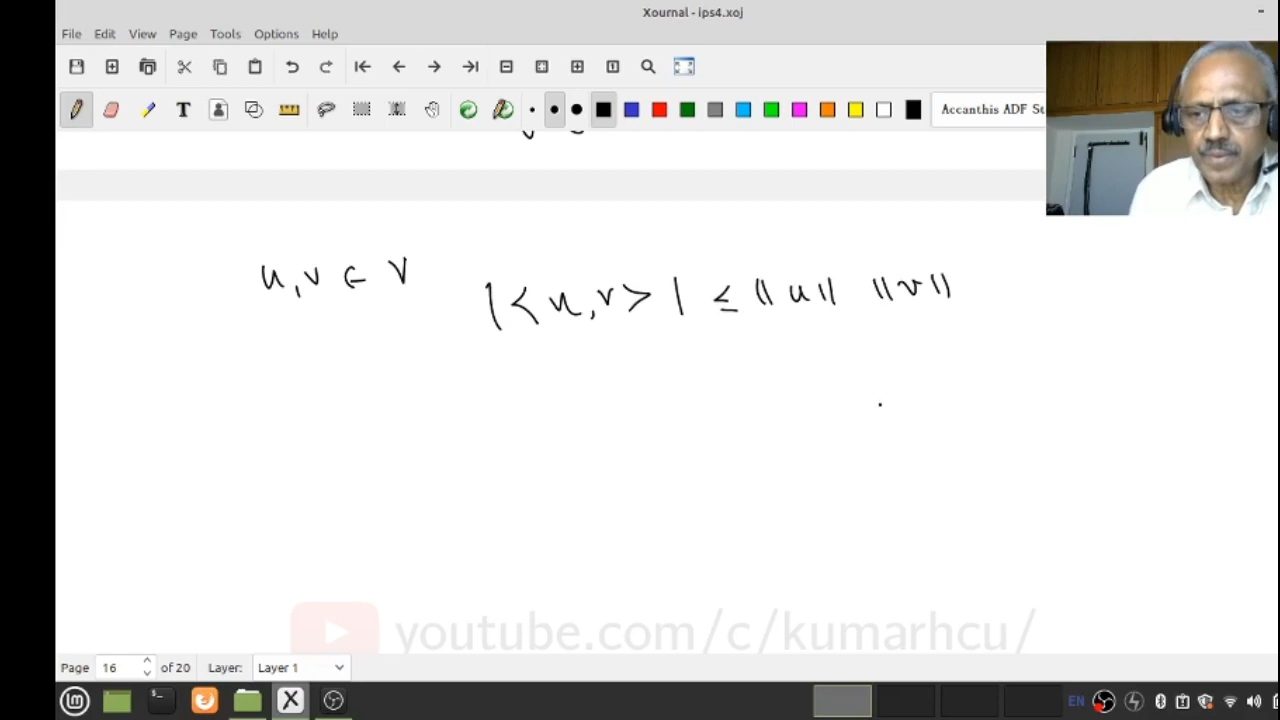 Xournal - ips4.xoj
File Edit View Page Tools Options Help
Accanthis ADF St
u, v ∈ V |< u, v >| ≤ ||u|| ||v||
youtube.com/c/kumarhcu/
Page 16 of 20 Layer: Layer 1
EN